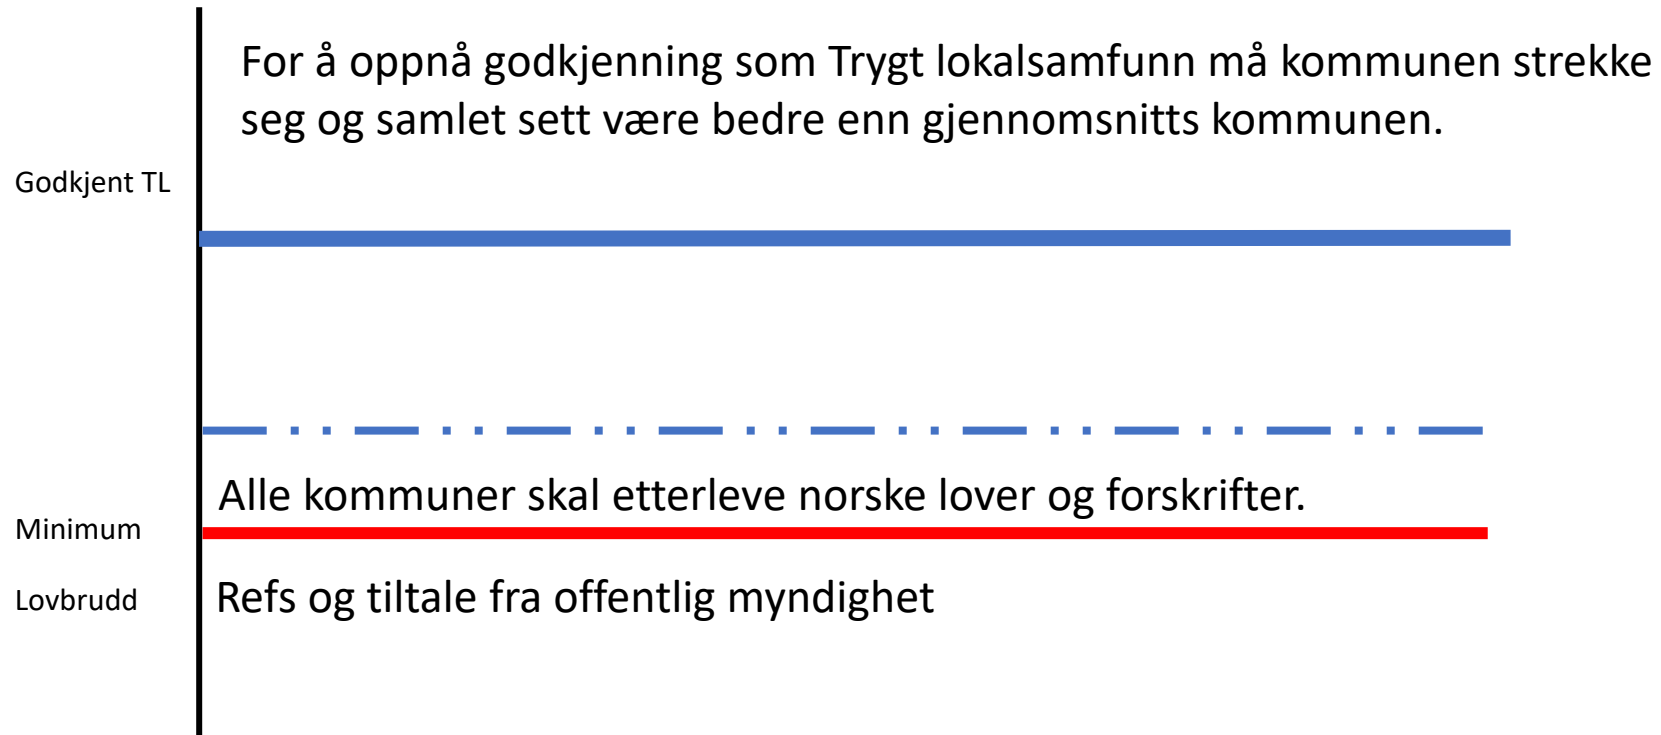 For å oppnå godkjenning som Trygt lokalsamfunn må kommunen strekke
seg og samlet sett være bedre enn gjennomsnitts kommunen.
Godkjent TL
Alle kommuner skal etterleve norske lover og forskrifter.
Minimum
Lovbrudd
Refs og tiltale fra offentlig myndighet